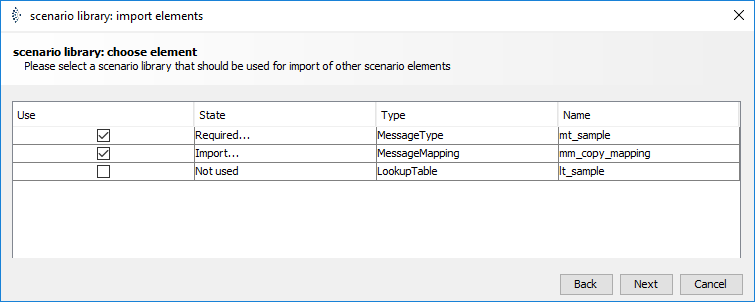 scenario library: import elements
scenario library: choose element
Please select a scenario library that should be used for import of other scenario elements
Use State Type Name
Required... MessageType mt_sample
Import... MessageMapping mm_copy_mapping
Not used LookupTable lt_sample
Back Next Cancel